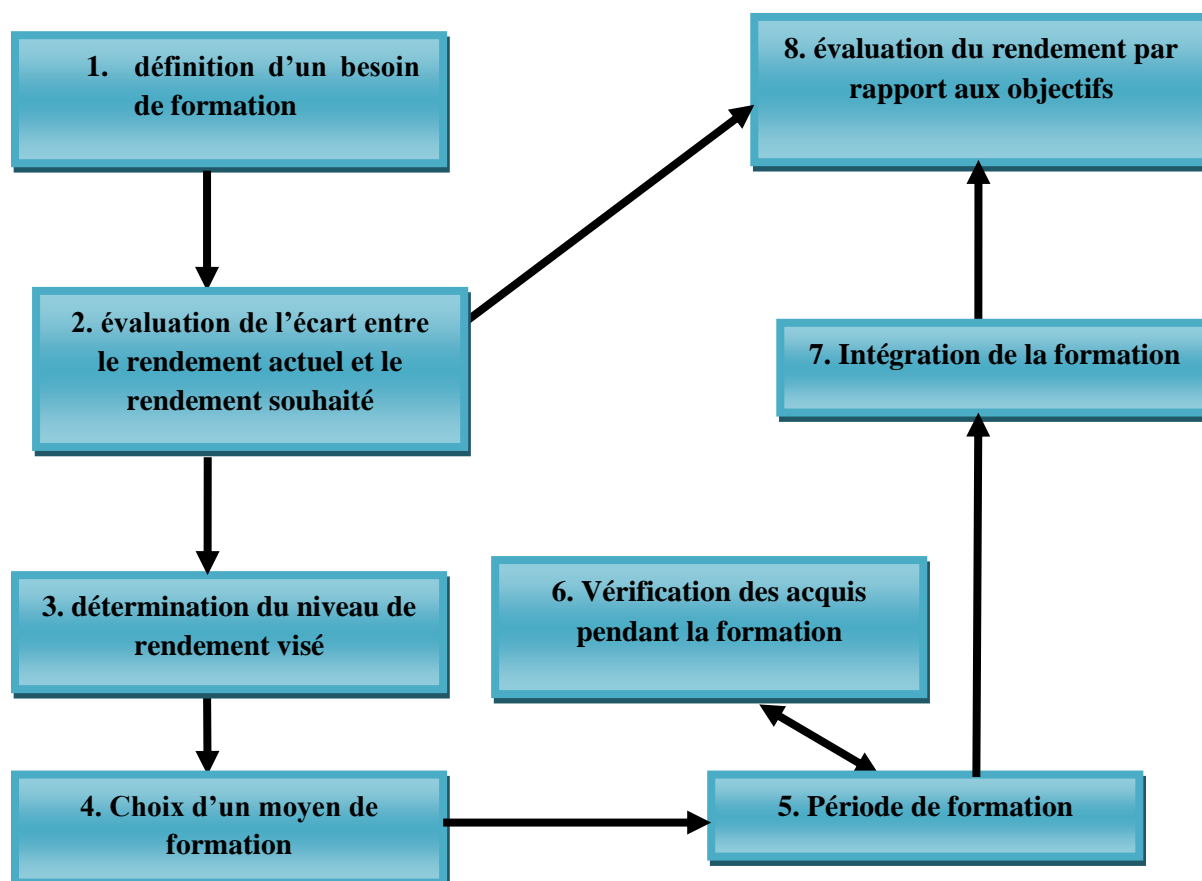 1. définition d’un besoin
de formation
2. évaluation de l’écart entre
le rendement actuel et le
rendement souhaité
3. détermination du niveau de
rendement visé
4. Choix d’un moyen de
formation
5. Période de formation
6. Vérification des acquis
pendant la formation
7. Intégration de la formation
8. évaluation du rendement par
rapport aux objectifs